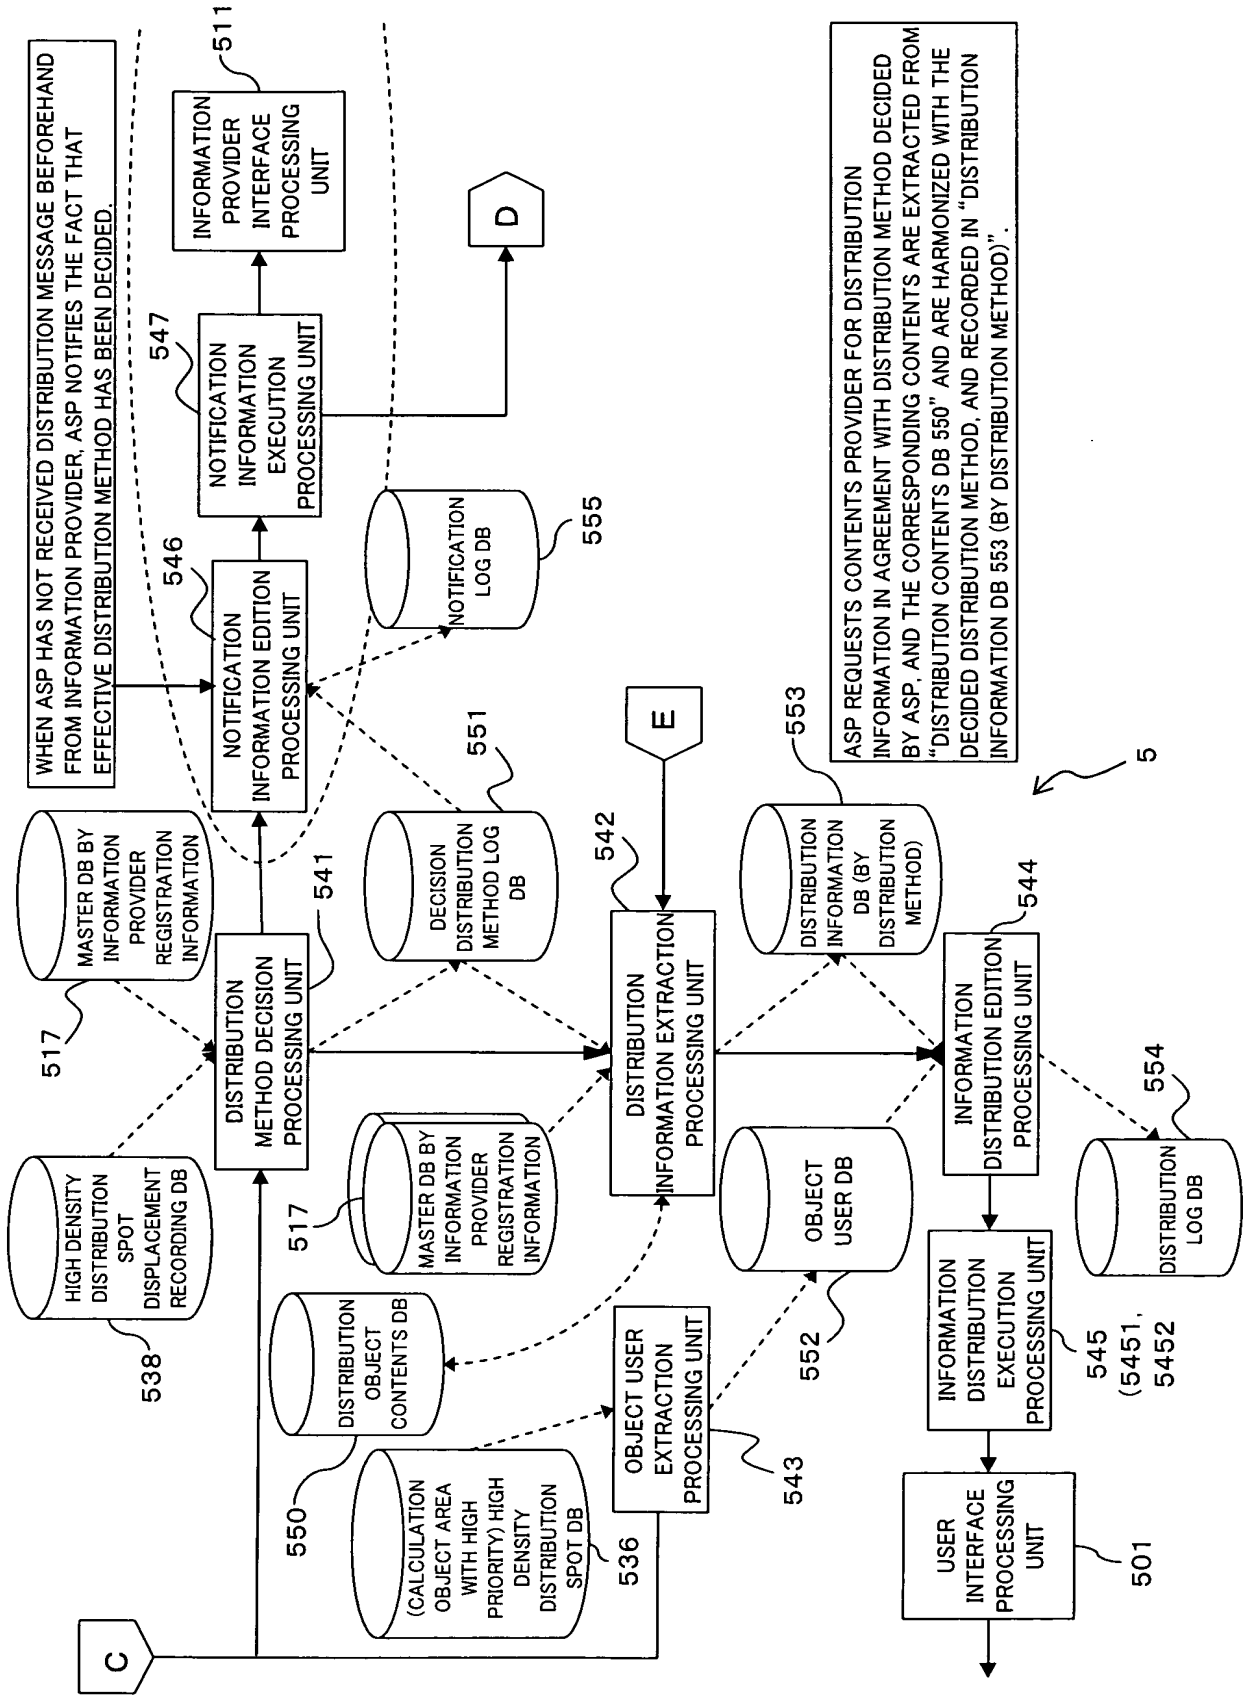 WHEN ASP HAS NOT RECEIVED DISTRIBUTION MESSAGE BEFOREHAND
FROM INFORMATION PROVIDER, ASP NOTIFIES THE FACT THAT
EFFECTIVE DISTRIBUTION METHOD HAS BEEN DECIDED.
C
HIGH DENSITY
DISTRIBUTION
SPOT
DISPLACEMENT
RECORDING DB
538
MASTER DB BY
INFORMATION
PROVIDER
REGISTRATION
INFORMATION
517
DISTRIBUTION
METHOD DECISION
PROCESSING UNIT
541
NOTIFICATION
INFORMATION EDITION
PROCESSING UNIT
546
NOTIFICATION
INFORMATION
EXECUTION
PROCESSING UNIT
547
INFORMATION
PROVIDER
INTERFACE
PROCESSING
UNIT
511
DISTRIBUTION
OBJECT
CONTENTS DB
550
MASTER DB BY
INFORMATION
PROVIDER
REGISTRATION
INFORMATION
517
DECISION
DISTRIBUTION
METHOD LOG
DB
551
NOTIFICATION
LOG DB
555
D
(CALCULATION
OBJECT AREA
WITH HIGH
PRIORITY) HIGH
DENSITY
DISTRIBUTION
SPOT DB
536
OBJECT USER
EXTRACTION
PROCESSING UNIT
543
DISTRIBUTION
INFORMATION EXTRACTION
PROCESSING UNIT
542
E
OBJECT
USER DB
552
DISTRIBUTION
INFORMATION
DB (BY
DISTRIBUTION
METHOD)
553
USER
INTERFACE
PROCESSING
UNIT
501
INFORMATION
DISTRIBUTION
EXECUTION
PROCESSING UNIT
545
(5451,
5452
INFORMATION
DISTRIBUTION EDITION
PROCESSING UNIT
544
DISTRIBUTION
LOG DB
554
5
ASP REQUESTS CONTENTS PROVIDER FOR DISTRIBUTION
INFORMATION IN AGREEMENT WITH DISTRIBUTION METHOD DECIDED
BY ASP, AND THE CORRESPONDING CONTENTS ARE EXTRACTED FROM
"DISTRIBUTION CONTENTS DB 550" AND ARE HARMONIZED WITH THE
DECIDED DISTRIBUTION METHOD, AND RECORDED IN "DISTRIBUTION
INFORMATION DB 553 (BY DISTRIBUTION METHOD)".